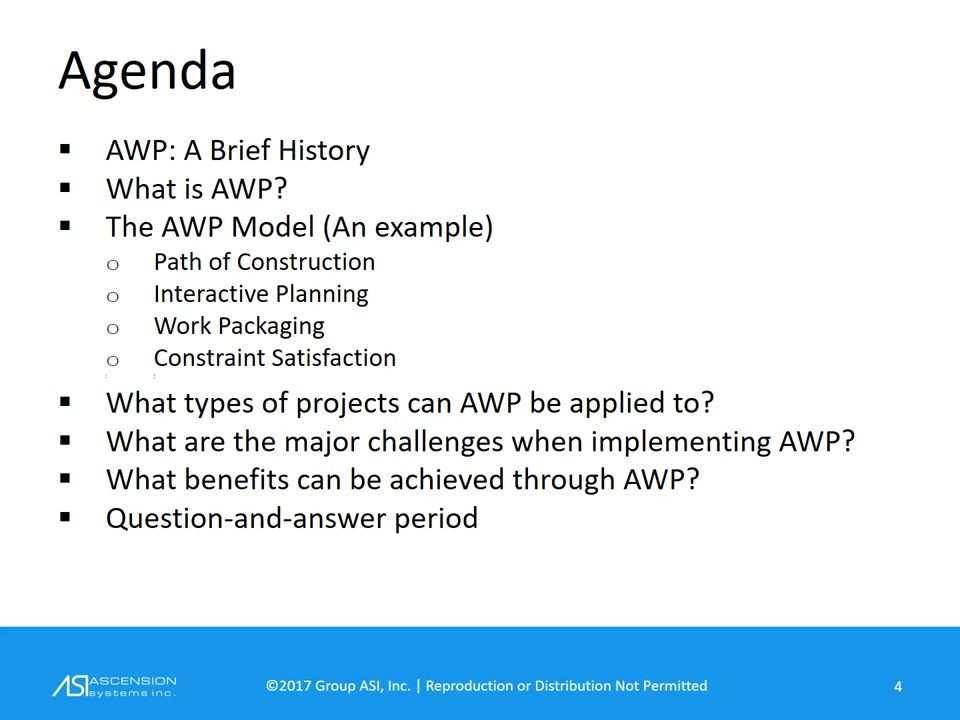 Agenda
▪ AWP: A Brief History
▪ What is AWP?
▪ The AWP Model (An example)
o Path of Construction
o Interactive Planning
o Work Packaging
o Constraint Satisfaction
▪ What types of projects can AWP be applied to?
▪ What are the major challenges when implementing AWP?
▪ What benefits can be achieved through AWP?
▪ Question-and-answer period
ASI ASCENSION
systems inc.
©2017 Group ASI, Inc. | Reproduction or Distribution Not Permitted
4